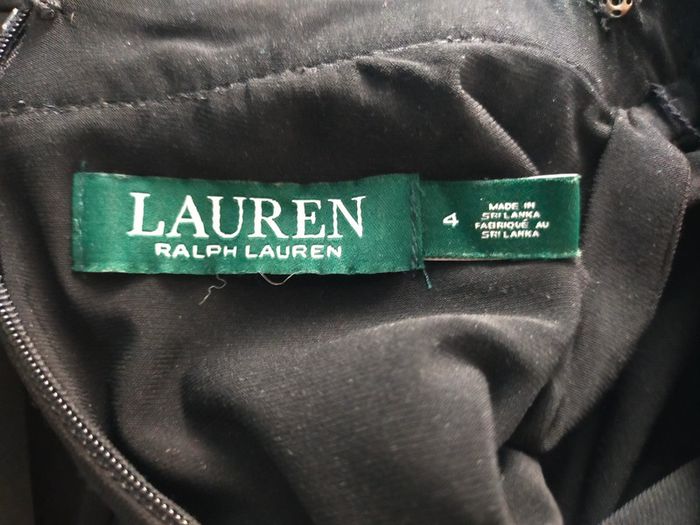 LAUREN
RALPH LAUREN
4
MADE IN
SRI LANKA
FABRIQUÉ AU
SRI LANKA